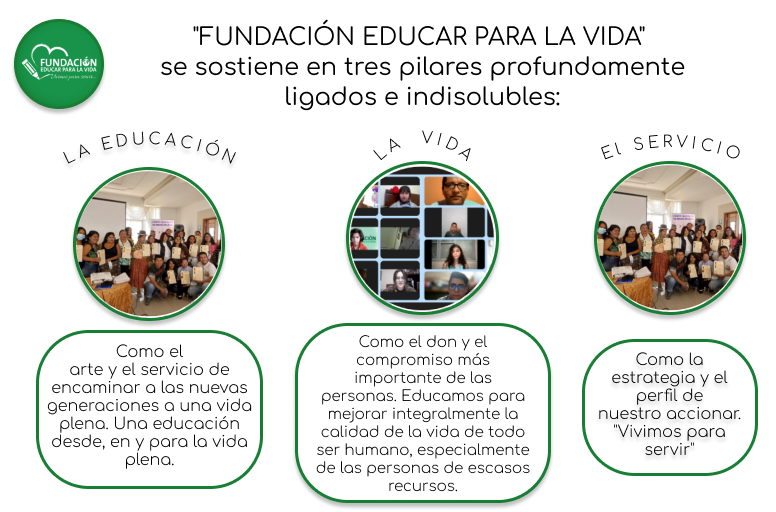 "FUNDACIÓN EDUCAR PARA LA VIDA"
se sostiene en tres pilares profundamente
ligados e indisolubles:
FUNDACIÓN
EDUCAR PARA LA VIDA
Vivimos para servir...
LA EDUCACIÓN
LA VIDA
El SERVICIO
Como el
arte y el servicio de
encaminar a las nuevas
generaciones a una vida
plena. Una educación
desde, en y para la vida
plena.
Como el don y el
compromiso más
importante de las
personas. Educamos para
mejorar integralmente la
calidad de la vida de todo
ser humano, especialmente
de las personas de escasos
recursos.
Como la
estrategia y el
perfil de
nuestro accionar.
"Vivimos para
servir"